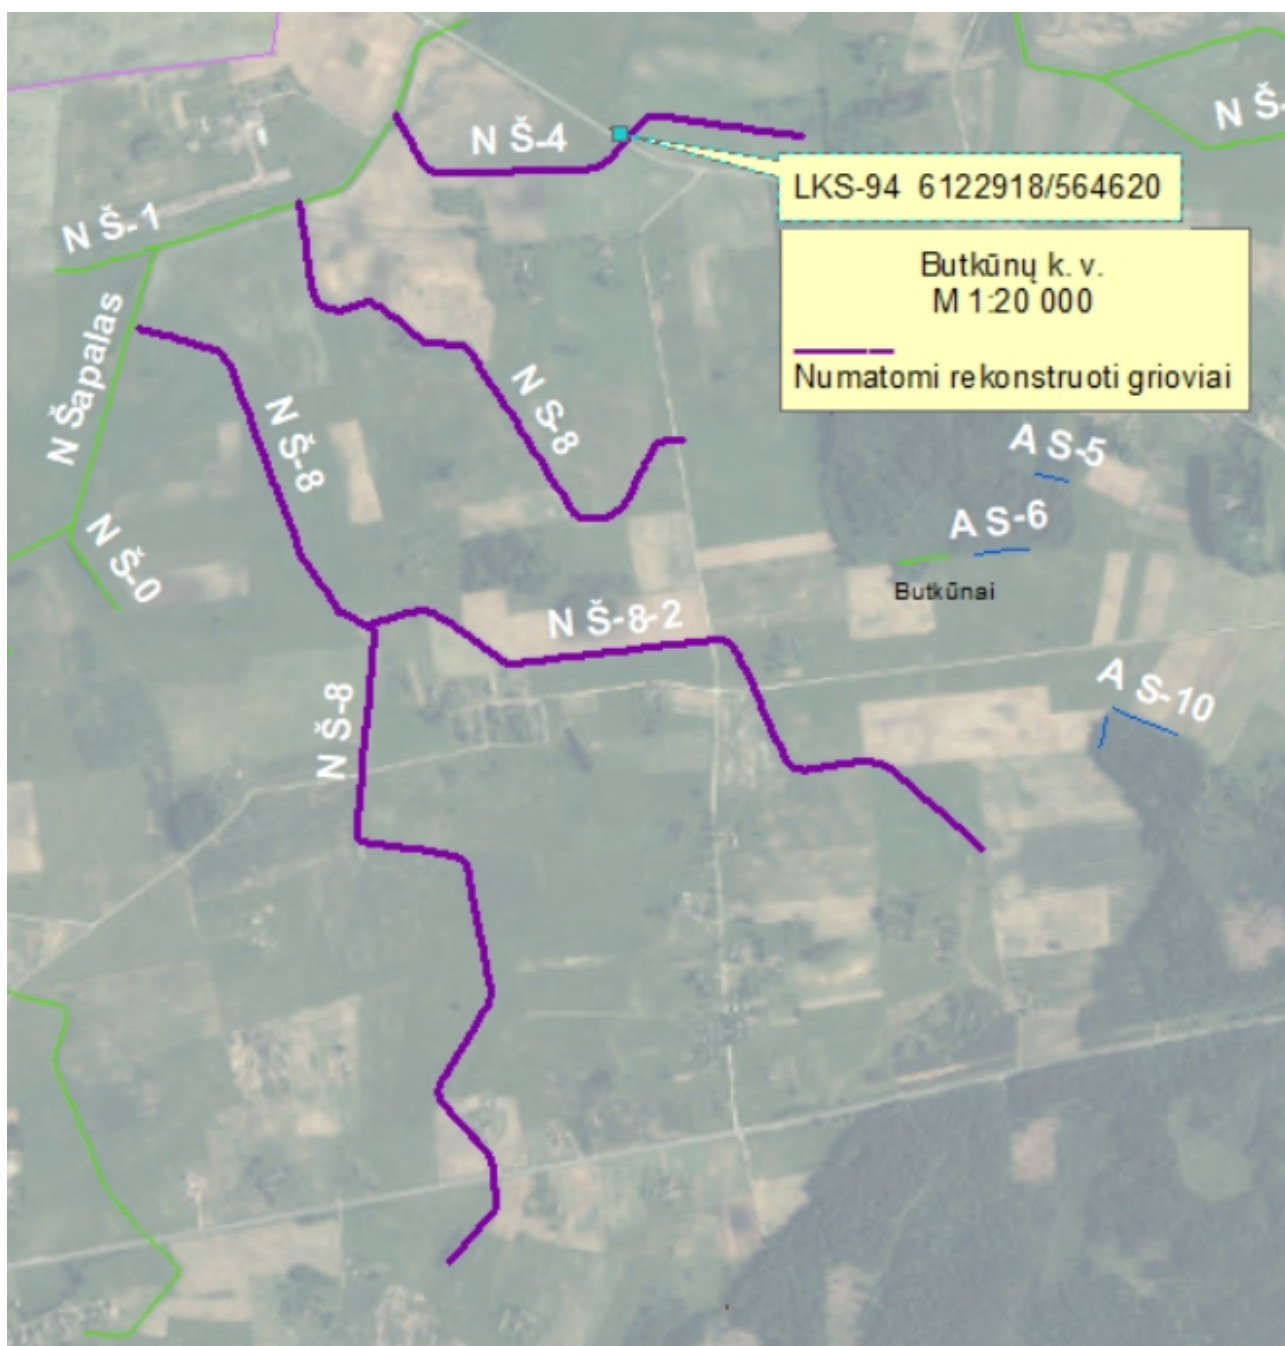 N Š-4
N Š-
LKS-94 6122918/564620
N Š-1
Butkūnų k. v.
M 1:20 000
Numatomi rekonstruoti grioviai
N Šapalas
N S-8
N Š-8
A S-5
A S-6
N Š-0
Butkūnai
N Š-8-2
N Š-8
A S-10